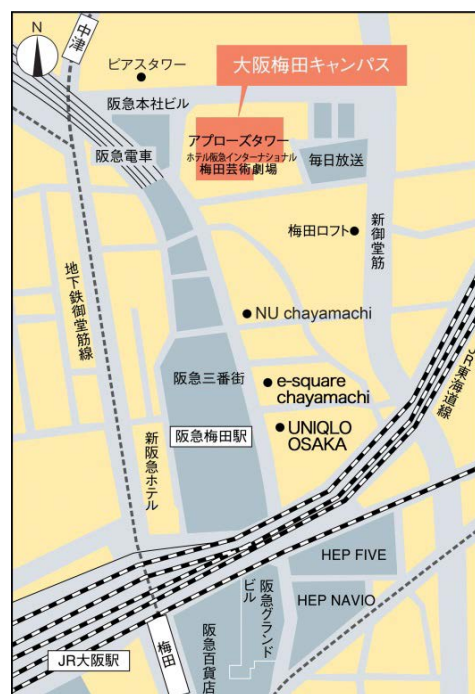 中津
N
ピアスタワー
大阪梅田キャンパス
阪急本社ビル
アプローズタワー
ホテル阪急インターナショナル
梅田芸術劇場
阪急電車
毎日放送
梅田ロフト
新御堂筋
地下鉄御堂筋線
NU chayamachi
JR東海道線
阪急三番街
e-square
chayamachi
阪急梅田駅
UNIQLO
OSAKA
新阪急ホテル
HEP FIVE
HEP NAVIO
阪急グランド
ビル
梅田
阪急百貨店
JR大阪駅